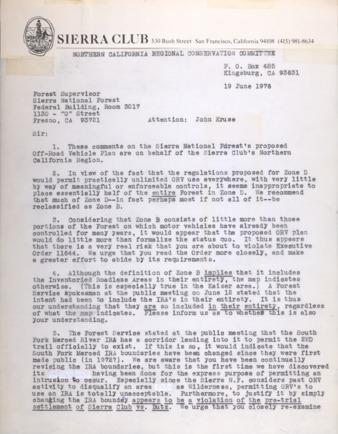 SIERRA CLUB 530 Bush Street San Francisco, California 94108 (415) 981-8634
NORTHERN CALIFORNIA REGIONAL CONSERVATION COMMITTEE
P. O. Box 485
Kingsburg, CA 93631
19 June 1976
Forest Supervisor
Sierra National Forest
Federal Building, Room 3017
1130 - "O" Street
Fresno, CA 93721
Attention: John Kruse
Sir:
1. These comments on the Sierra National Forest's proposed
Off-Road Vehicle Plan are on behalf of the Sierra Club's Northern
California Region.
2. In view of the fact that the regulations proposed for Zone D
would permit practically unlimited ORV use everywhere, with very little
by way of meaningful or enforceable controls, it seems inappropriate
to place essentially half of the entire Forest in Zone D. We recommend
that much of Zone D--in fact perhaps most if not all of it--be
reclassified as Zone B.
3. Considering that Zone B consists of little more than those
portions of the Forest on which motor vehicles have already been
controlled for many years, it would appear that the proposed ORV plan
would do little more than formalize the status quo. It thus appears
that there is a very real risk that you are about to violate Executive
Order 11644. We urge that you read the Order more closely, and make
a greater effort to abide by its requirements.
4. Although the definition of Zone B implies that it includes
the Inventoried Roadless Areas in their entirety, the map indicates
otherwise. (This is especially true in the Kaiser area.) A Forest
Service spokesman at the public meeting on June 12 stated that the
intent had been to include the IRA's in their entirety. It is thus
our understanding that they are so included in their entirety, regardless
of what the map indicates. Please inform us as to whether this is also
your understanding.
5. The Forest Service stated at the public meeting that the South
Fork Merced River IRA has a corridor leading into it to permit the 4WD
trail officially to exist. If this is so, it would indicate that the
South Fork Merced IRA boundaries have been changed since they were first
made public (in 1972?). We are aware that you have been continually
revising the IRA boundaries, but this is the first time we have discovered
its having been done for the express purpose of permitting an
intrusion to occur. Especially since the Sierra N.F. considers past ORV
activity to disqualify an area as Wilderness, permitting ORV's to
use an IRA is totally unacceptable. Furthermore, to justify it by simply
changing the IRA boundary appears to be a violation of the pre-trial
settlement of Sierra Club vs. Butz. We urge that you closely re-examine